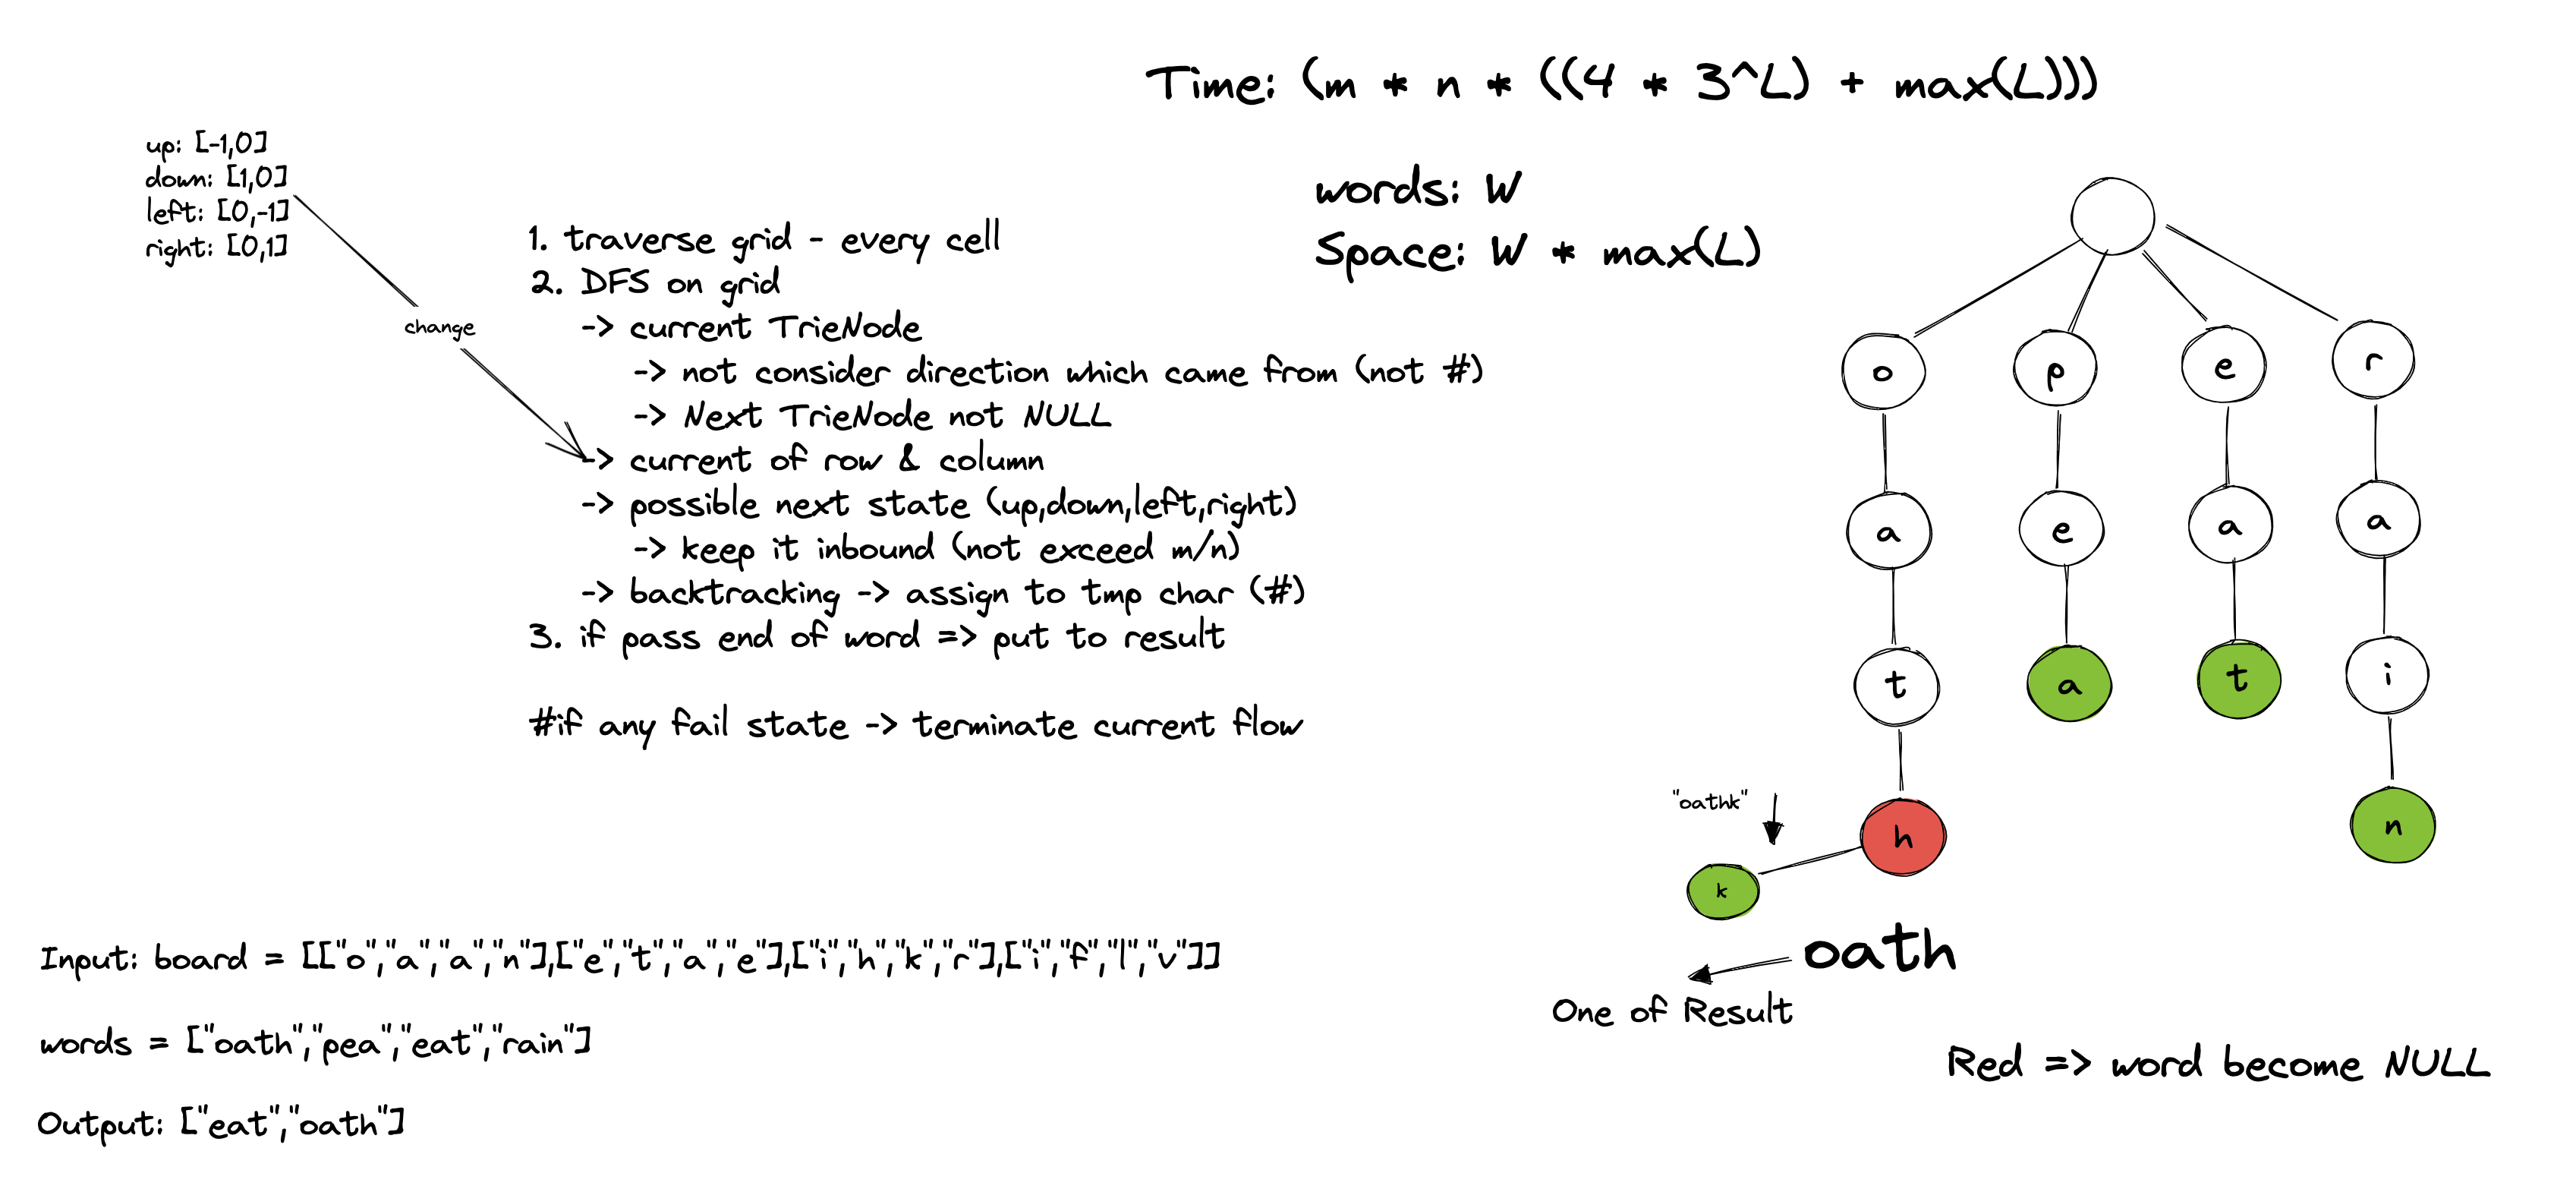 Time: (m * n * ((4 * 3^L) + max(L)))
words: W
Space: W * max(L)
up: [-1,0]
down: [1,0]
left: [0,-1]
right: [0,1]
change
1. traverse grid - every cell
2. DFS on grid
-> current TrieNode
-> not consider direction which came from (not #)
-> Next TrieNode not NULL
-> current of row & column
-> possible next state (up,down,left,right)
-> keep it inbound (not exceed m/n)
-> backtracking -> assign to tmp char (#)
3. if pass end of word => put to result
#if any fail state -> terminate current flow
o
p
e
r
a
e
a
a
t
a
t
i
h
n
"oathk"
k
oath
One of Result
Red => word become NULL
Input: board = [["o","a","a","n"],["e","t","a","e"],["i","h","k","r"],["i","f","l","v"]]
words = ["oath","pea","eat","rain"]
Output: ["eat","oath"]